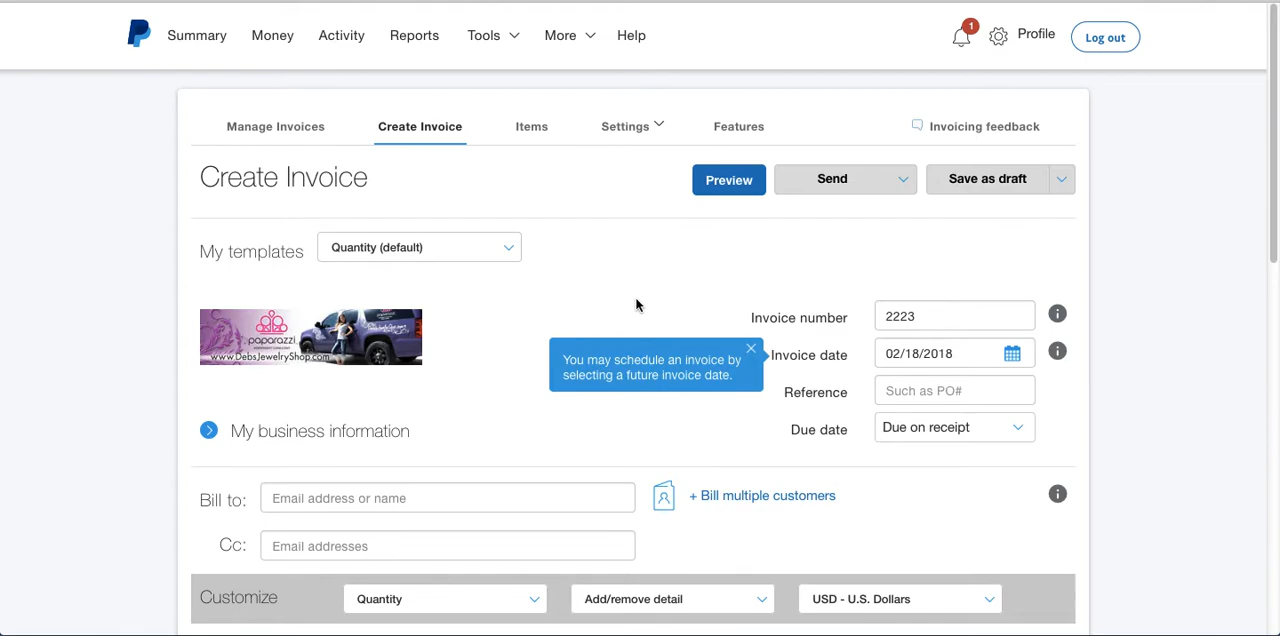 Summary Money Activity Reports Tools More Help 1 Profile Log out
Manage Invoices Create Invoice Items Settings Features Invoicing feedback
Create Invoice Preview Send Save as draft
My templates Quantity (default)
paparazzi
www.DebsJewelryShop.com
Invoice number 2223
You may schedule an invoice by
selecting a future invoice date.
Invoice date 02/18/2018
Reference Such as PO#
Due date Due on receipt
My business information
Bill to: Email address or name + Bill multiple customers
Cc: Email addresses
Customize Quantity Add/remove detail USD - U.S. Dollars